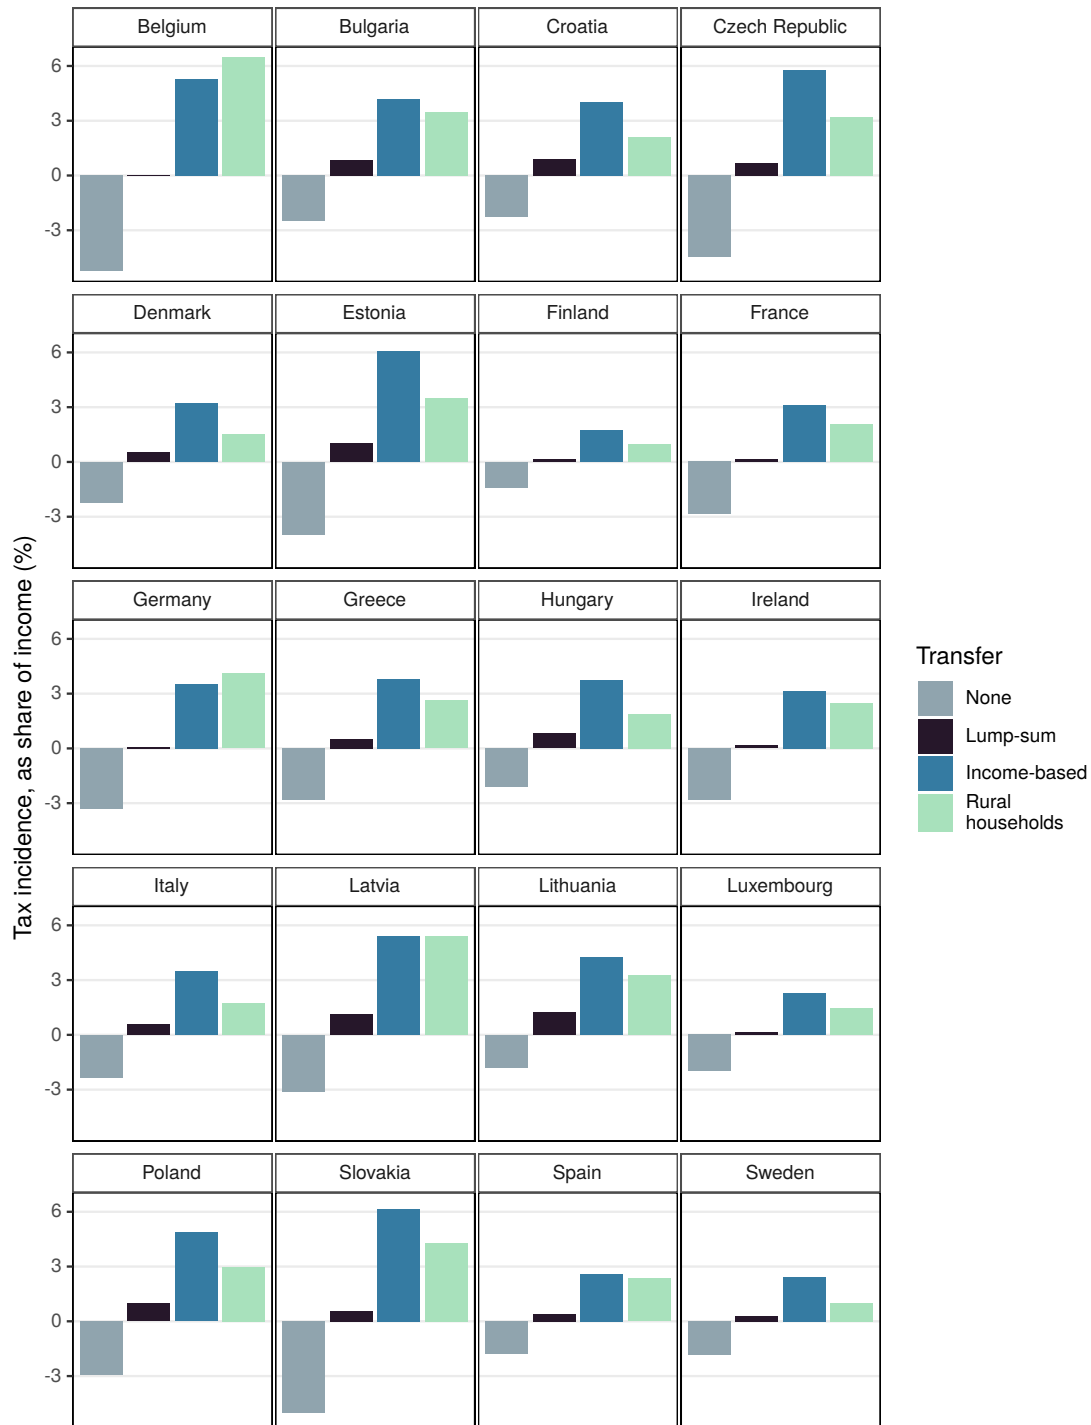 Belgium Bulgaria Croatia Czech Republic
6
3
0
-3
Denmark Estonia Finland France
6
3
0
-3
Germany Greece Hungary Ireland
6
3
0
-3
Italy Latvia Lithuania Luxembourg
6
3
0
-3
Poland Slovakia Spain Sweden
6
3
0
-3
Tax incidence, as share of income (%)
Transfer
None
Lump-sum
Income-based
Rural
households